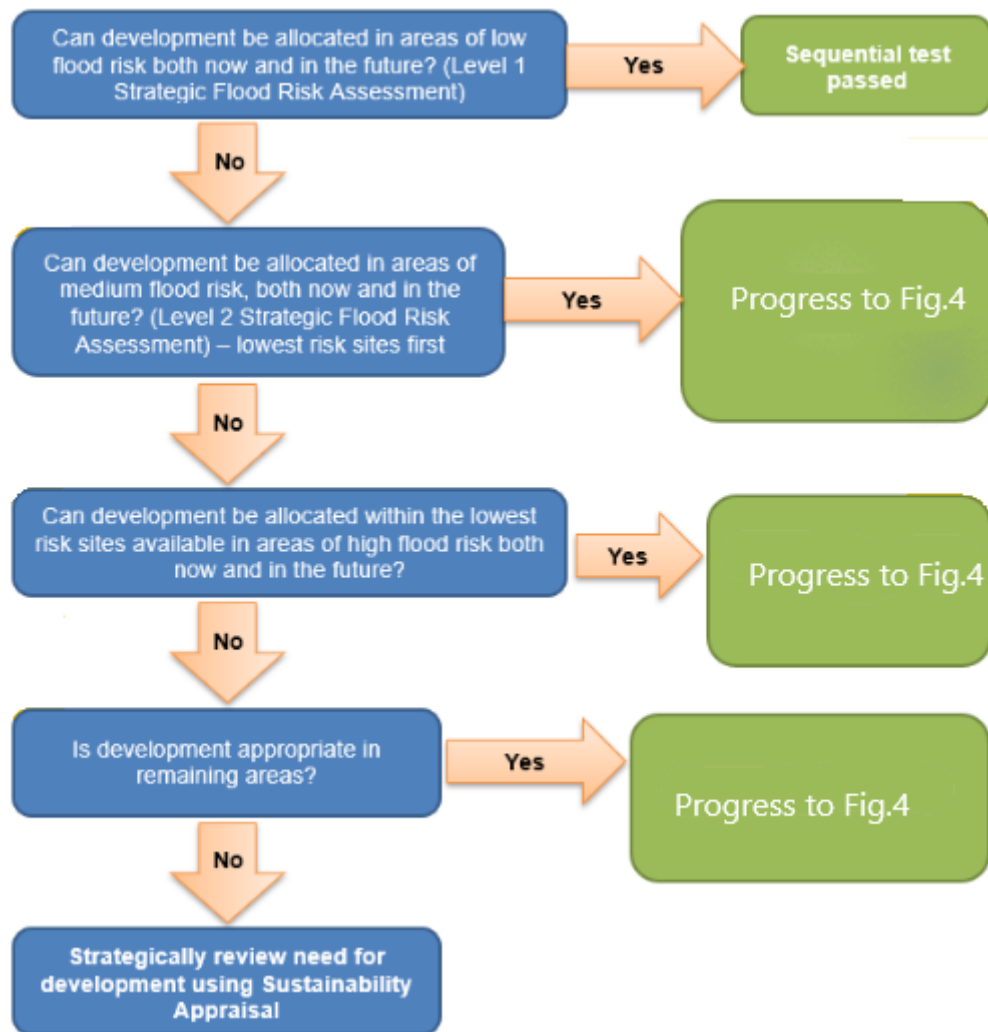 Can development be allocated in areas of low
flood risk both now and in the future? (Level 1
Strategic Flood Risk Assessment)
Yes
Sequential test
passed
No
Can development be allocated in areas of
medium flood risk, both now and in the
future? (Level 2 Strategic Flood Risk
Assessment) – lowest risk sites first
Yes
Progress to Fig.4
No
Can development be allocated within the lowest
risk sites available in areas of high flood risk both
now and in the future?
Yes
Progress to Fig.4
No
Is development appropriate in
remaining areas?
Yes
Progress to Fig.4
No
Strategically review need for
development using Sustainability
Appraisal